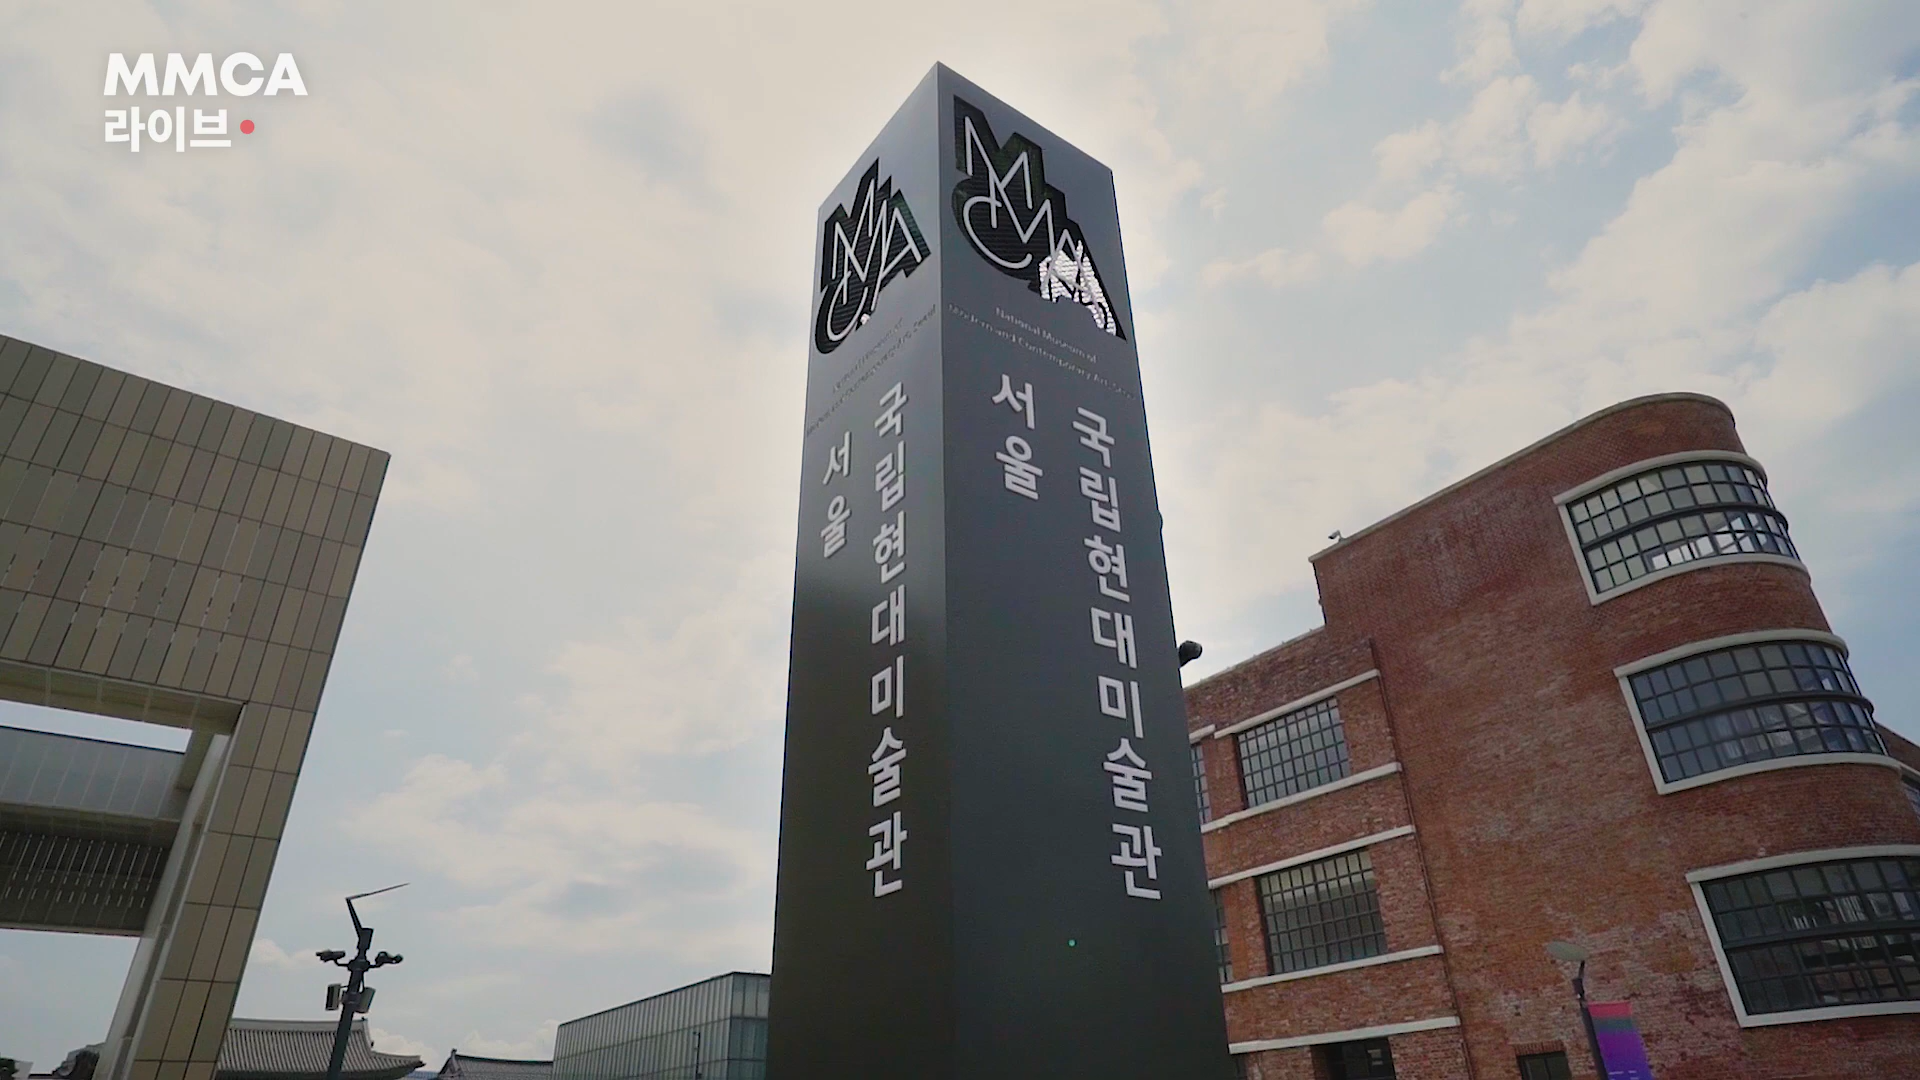 MMCA
라이브
MMCA
국립현대미술관
서울
MMCA
National Museum of
Modern and Contemporary Art, Seoul
국립현대미술관
서울